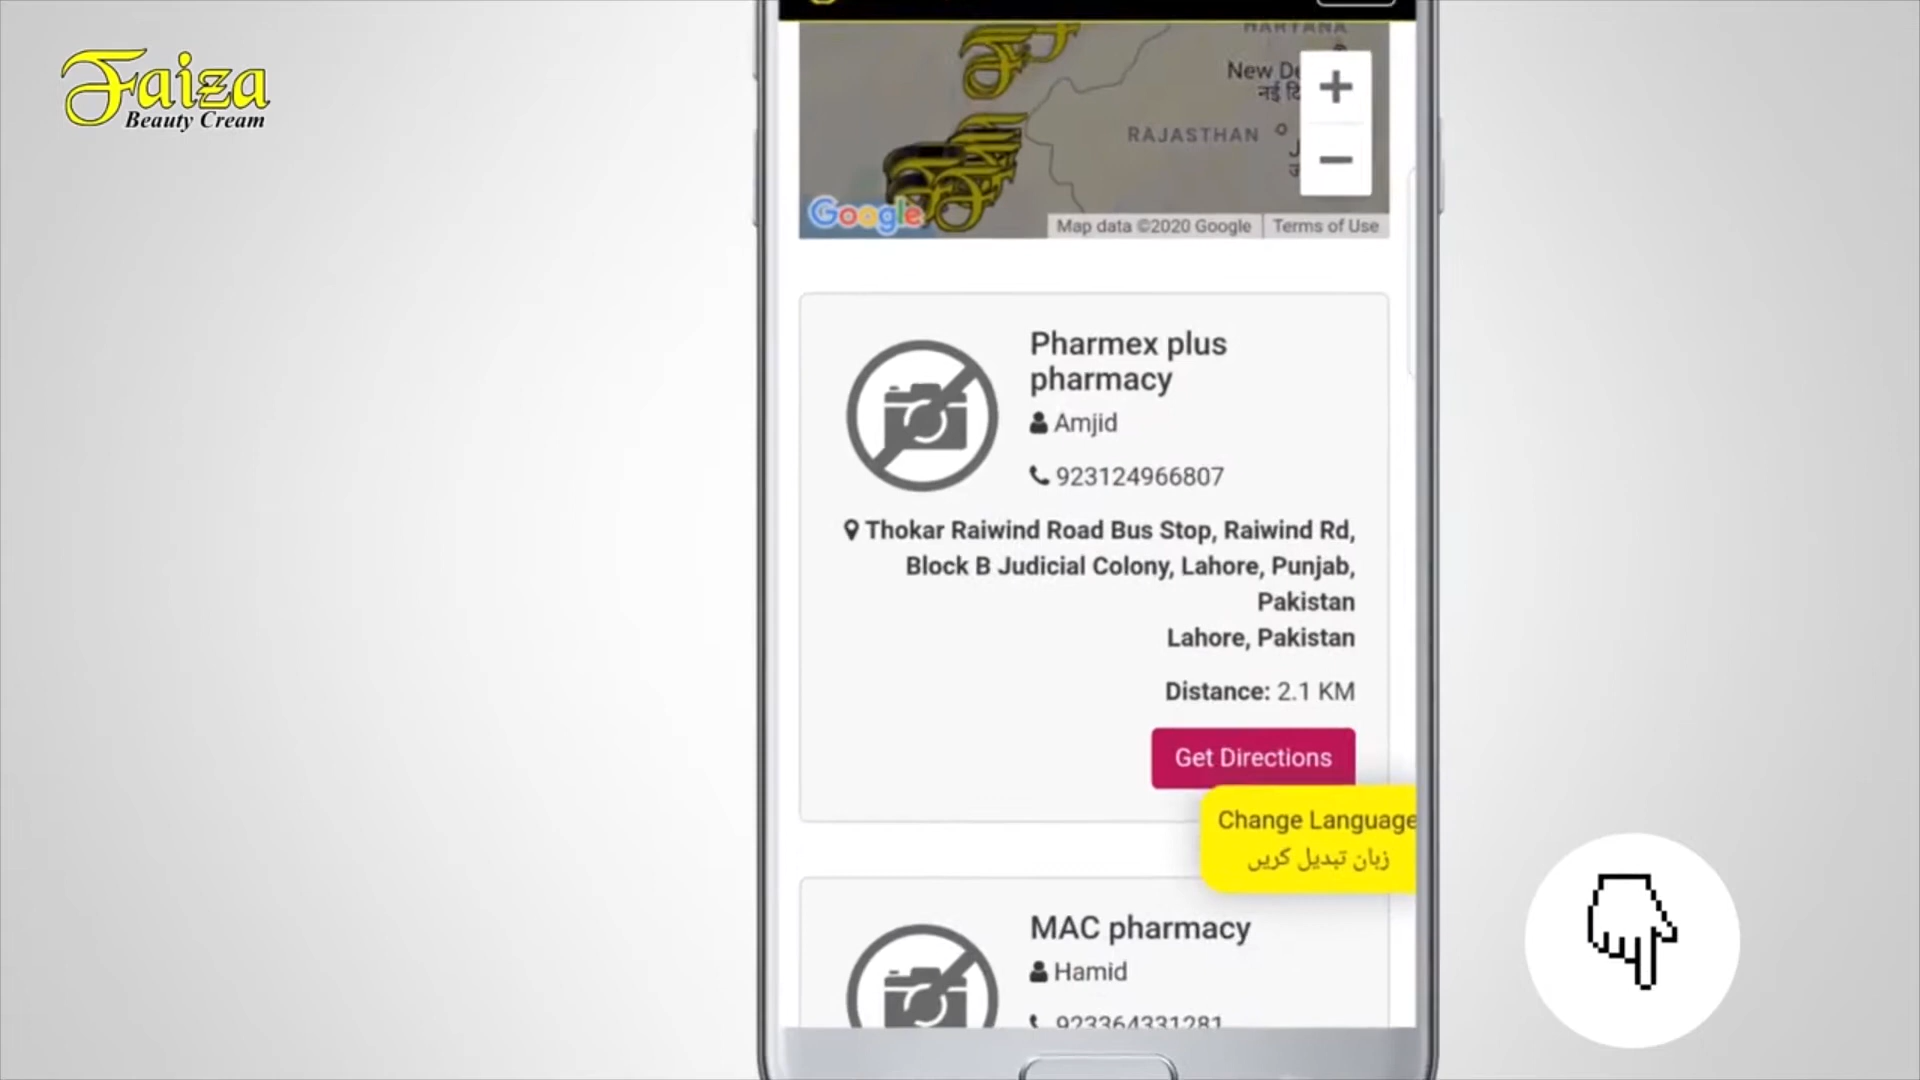 Faiza
Beauty Cream
HARYANA
New De
नई दि
RAJASTHAN
Google
Map data ©2020 Google
Terms of Use
Pharmex plus
pharmacy
Amjid
923124966807
Thokar Raiwind Road Bus Stop, Raiwind Rd,
Block B Judicial Colony, Lahore, Punjab,
Pakistan
Lahore, Pakistan
Distance: 2.1 KM
Get Directions
Change Language
زبان تبدیل کریں
MAC pharmacy
Hamid
923364331281